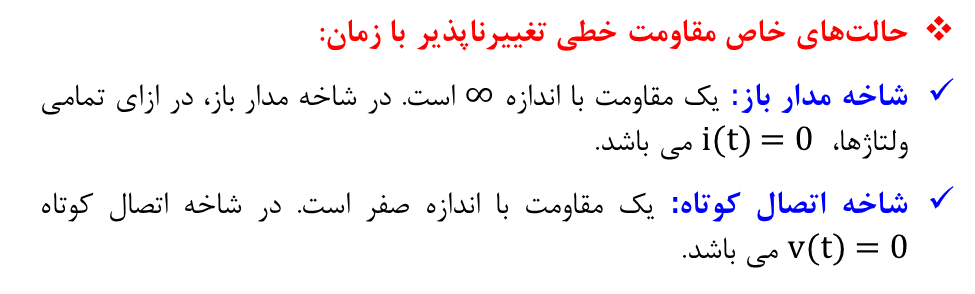 ❖ حالت‌های خاص مقاومت خطی تغییرناپذیر با زمان:
✓ شاخه مدار باز: یک مقاومت با اندازه ∞ است. در شاخه مدار باز، در ازای تمامی
ولتاژها، i(t) = 0 می باشد.
✓ شاخه اتصال کوتاه: یک مقاومت با اندازه صفر است. در شاخه اتصال کوتاه
v(t) = 0 می باشد.